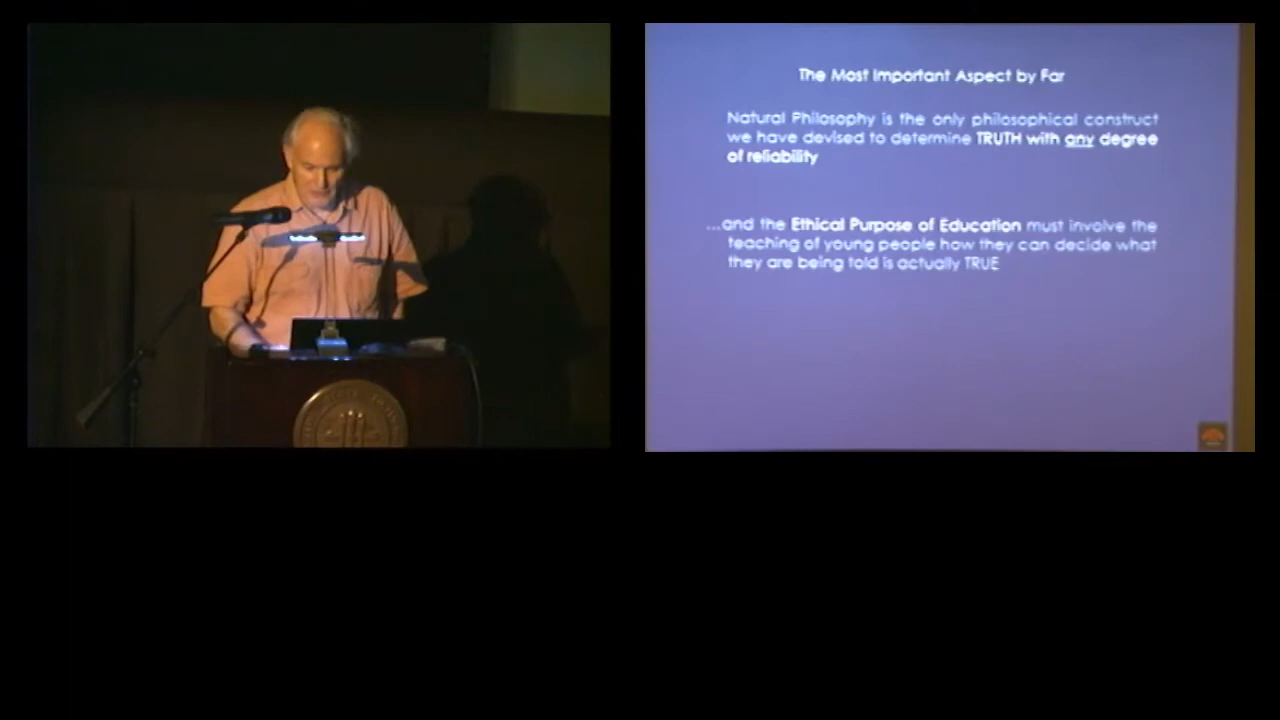 The Most Important Aspect by Far
Natural Philosophy is the only philosophical construct
we have devised to determine TRUTH with any degree
of reliability
...and the Ethical Purpose of Education must involve the
teaching of young people how they can decide what
they are being told is actually TRUE